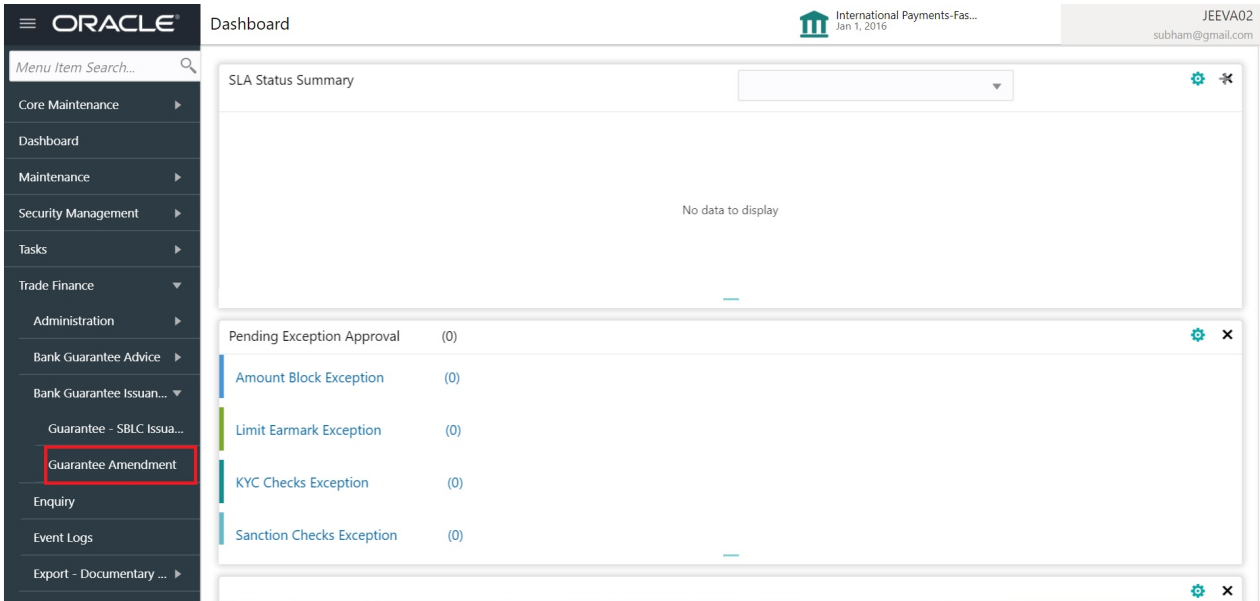 ORACLE®
Dashboard
International Payments-Fas...
Jan 1, 2016
JEEVA02
subham@gmail.com
Menu Item Search...
Core Maintenance
Dashboard
Maintenance
Security Management
Tasks
Trade Finance
Administration
Bank Guarantee Advice
Bank Guarantee Issuan...
Guarantee - SBLC Issua...
Guarantee Amendment
Enquiry
Event Logs
Export - Documentary ...
SLA Status Summary
No data to display
Pending Exception Approval (0)
Amount Block Exception (0)
Limit Earmark Exception (0)
KYC Checks Exception (0)
Sanction Checks Exception (0)